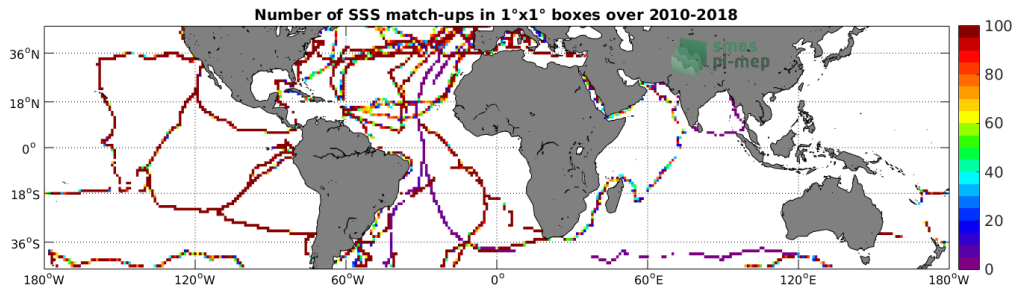 Number of SSS match-ups in 1°x1° boxes over 2010-2018
smos
pi-mep
36°N
18°N
0°
18°S
36°S
180°W 120°W 60°W 0° 60°E 120°E 180°W
100
80
60
40
20
0